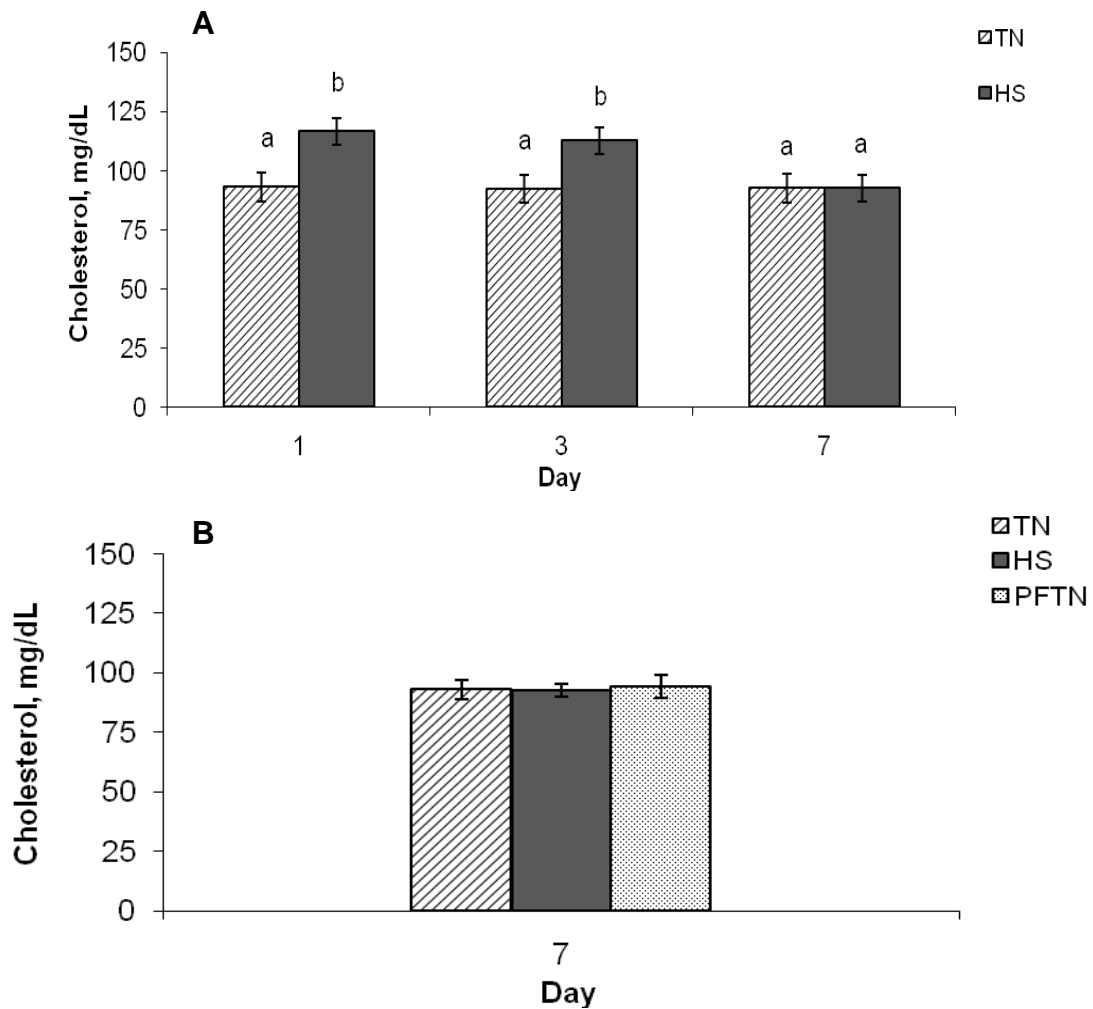 A
TN
HS
Cholesterol, mg/dL
150
125
100
75
50
25
0
a
b
a
b
a
a
1
3
7
Day
B
TN
HS
PFTN
Cholesterol, mg/dL
150
125
100
75
50
25
0
7
Day